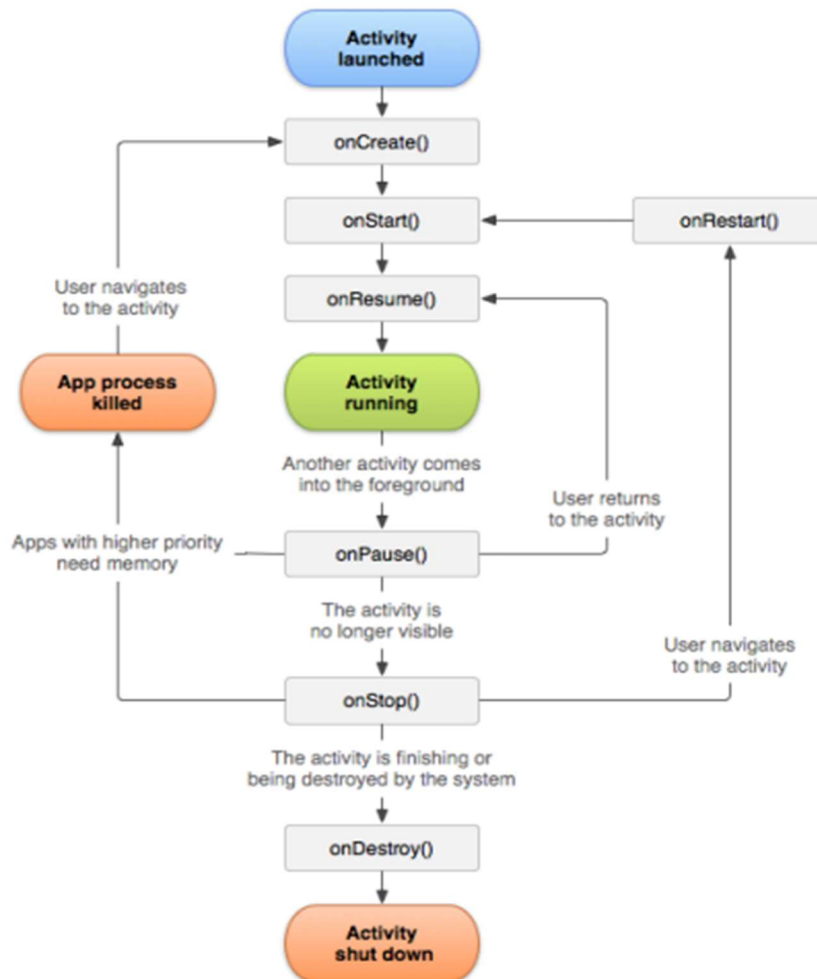 Activity
launched
onCreate()
onStart()
onRestart()
User navigates
to the activity
onResume()
App process
killed
Activity
running
Another activity comes
into the foreground
User returns
to the activity
Apps with higher priority
need memory
onPause()
The activity is
no longer visible
User navigates
to the activity
onStop()
The activity is finishing or
being destroyed by the system
onDestroy()
Activity
shut down